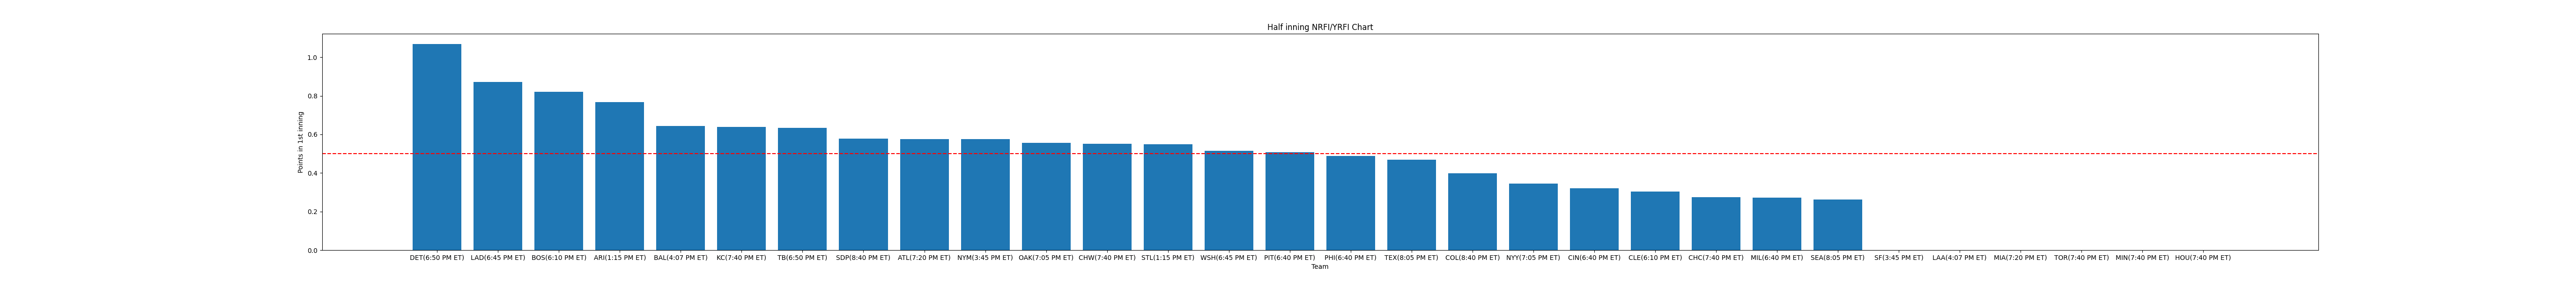 Half inning NRFI/YRFI Chart
1.0
0.8
0.6
0.4
0.2
0.0
Points in 1st inning
DET(6:50 PM ET) LAD(6:45 PM ET) BOS(6:10 PM ET) ARI(1:15 PM ET) BAL(4:07 PM ET) KC(7:40 PM ET) TB(6:50 PM ET) SDP(8:40 PM ET) ATL(7:20 PM ET) NYM(3:45 PM ET) OAK(7:05 PM ET) CHW(7:40 PM ET) STL(1:15 PM ET) WSH(6:45 PM ET) PIT(6:40 PM ET) PHI(6:40 PM ET) TEX(8:05 PM ET) COL(8:40 PM ET) NYY(7:05 PM ET) CIN(6:40 PM ET) CLE(6:10 PM ET) CHC(7:40 PM ET) MIL(6:40 PM ET) SEA(8:05 PM ET) SF(3:45 PM ET) LAA(4:07 PM ET) MIA(7:20 PM ET) TOR(7:40 PM ET) MIN(7:40 PM ET) HOU(7:40 PM ET)
Team